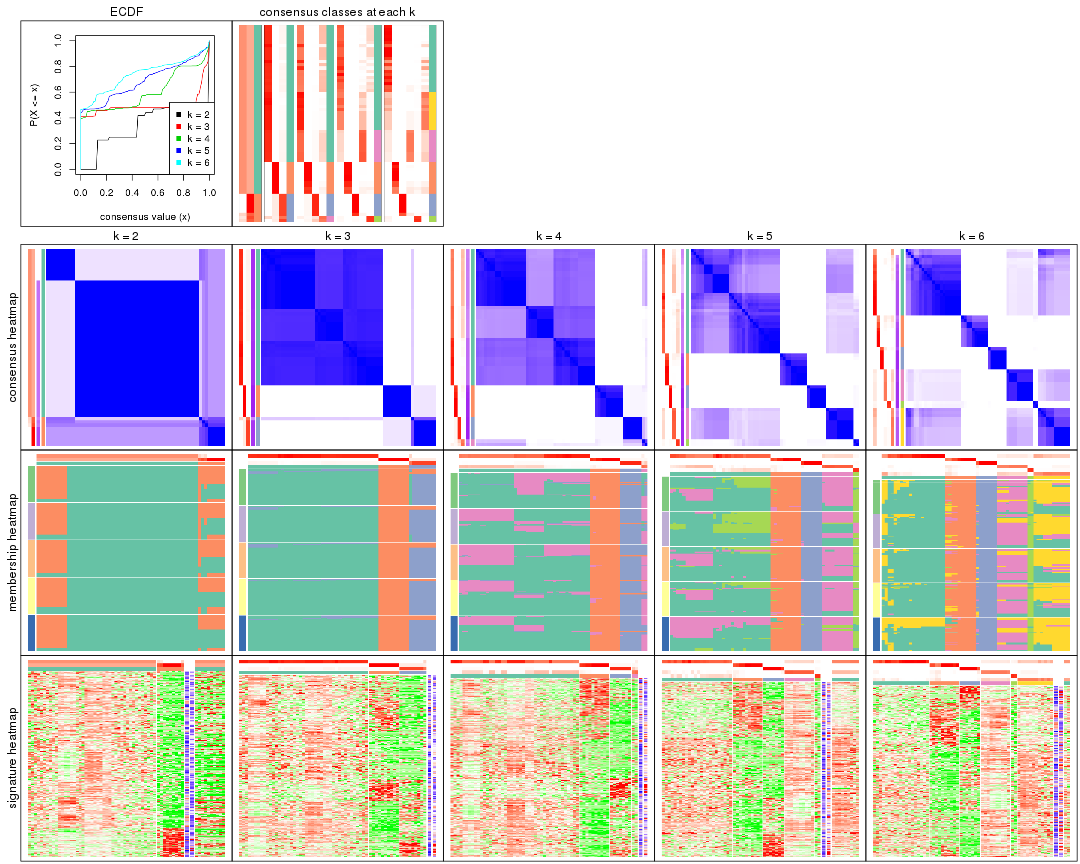 ECDF
consensus classes at each k
P(X <= x)
0.0 0.2 0.4 0.6 0.8 1.0
k = 2
k = 3
k = 4
k = 5
k = 6
0.0 0.2 0.4 0.6 0.8 1.0
consensus value (x)
k = 2
k = 3
k = 4
k = 5
k = 6
consensus heatmap
membership heatmap
signature heatmap